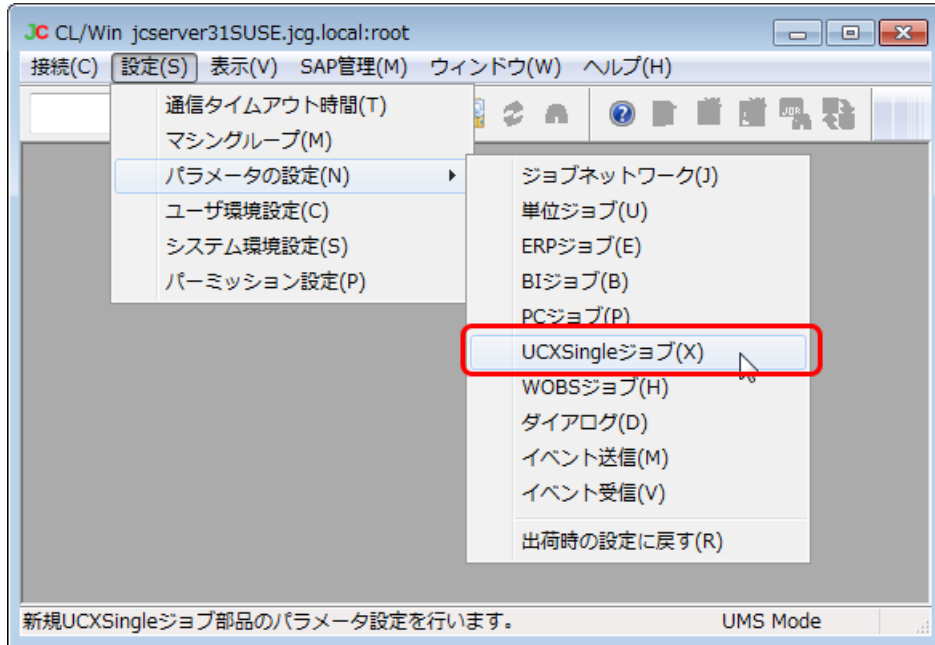 JC CL/Win jcserver31SUSE.jcg.local:root
接続(C) 設定(S) 表示(V) SAP管理(M) ウィンドウ(W) ヘルプ(H)
通信タイムアウト時間(T)
マシングループ(M)
パラメータの設定(N)
ユーザ環境設定(C)
システム環境設定(S)
パーミッション設定(P)
ジョブネットワーク(J)
単位ジョブ(U)
ERPジョブ(E)
BIジョブ(B)
PCジョブ(P)
UCXSingleジョブ(X)
WOBSジョブ(H)
ダイアログ(D)
イベント送信(M)
イベント受信(V)
出荷時の設定に戻す(R)
新規UCXSingleジョブ部品のパラメータ設定を行います。 UMS Mode